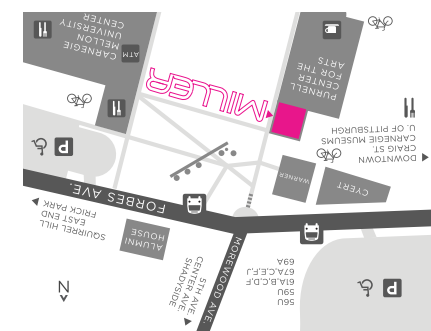 P
56U
59U
61A,B,C,D,F
67A,C,E,F,J
69A
MOREWOOD AVE.
5TH AVE.
CENTER AVE.
SHADYSIDE
N
ALUMNI
HOUSE
SQUIRREL HILL
EAST END
FRICK PARK
FORBES AVE.
DOWNTOWN
CRAIG ST.
CARNEGIE MUSEUMS
U. OF PITTSBURGH
CYERT
WARNER
P
MILLER
PURNELL
CENTER
FOR THE
ARTS
ATM
CARNEGIE
MELLON
UNIVERSITY
CENTER